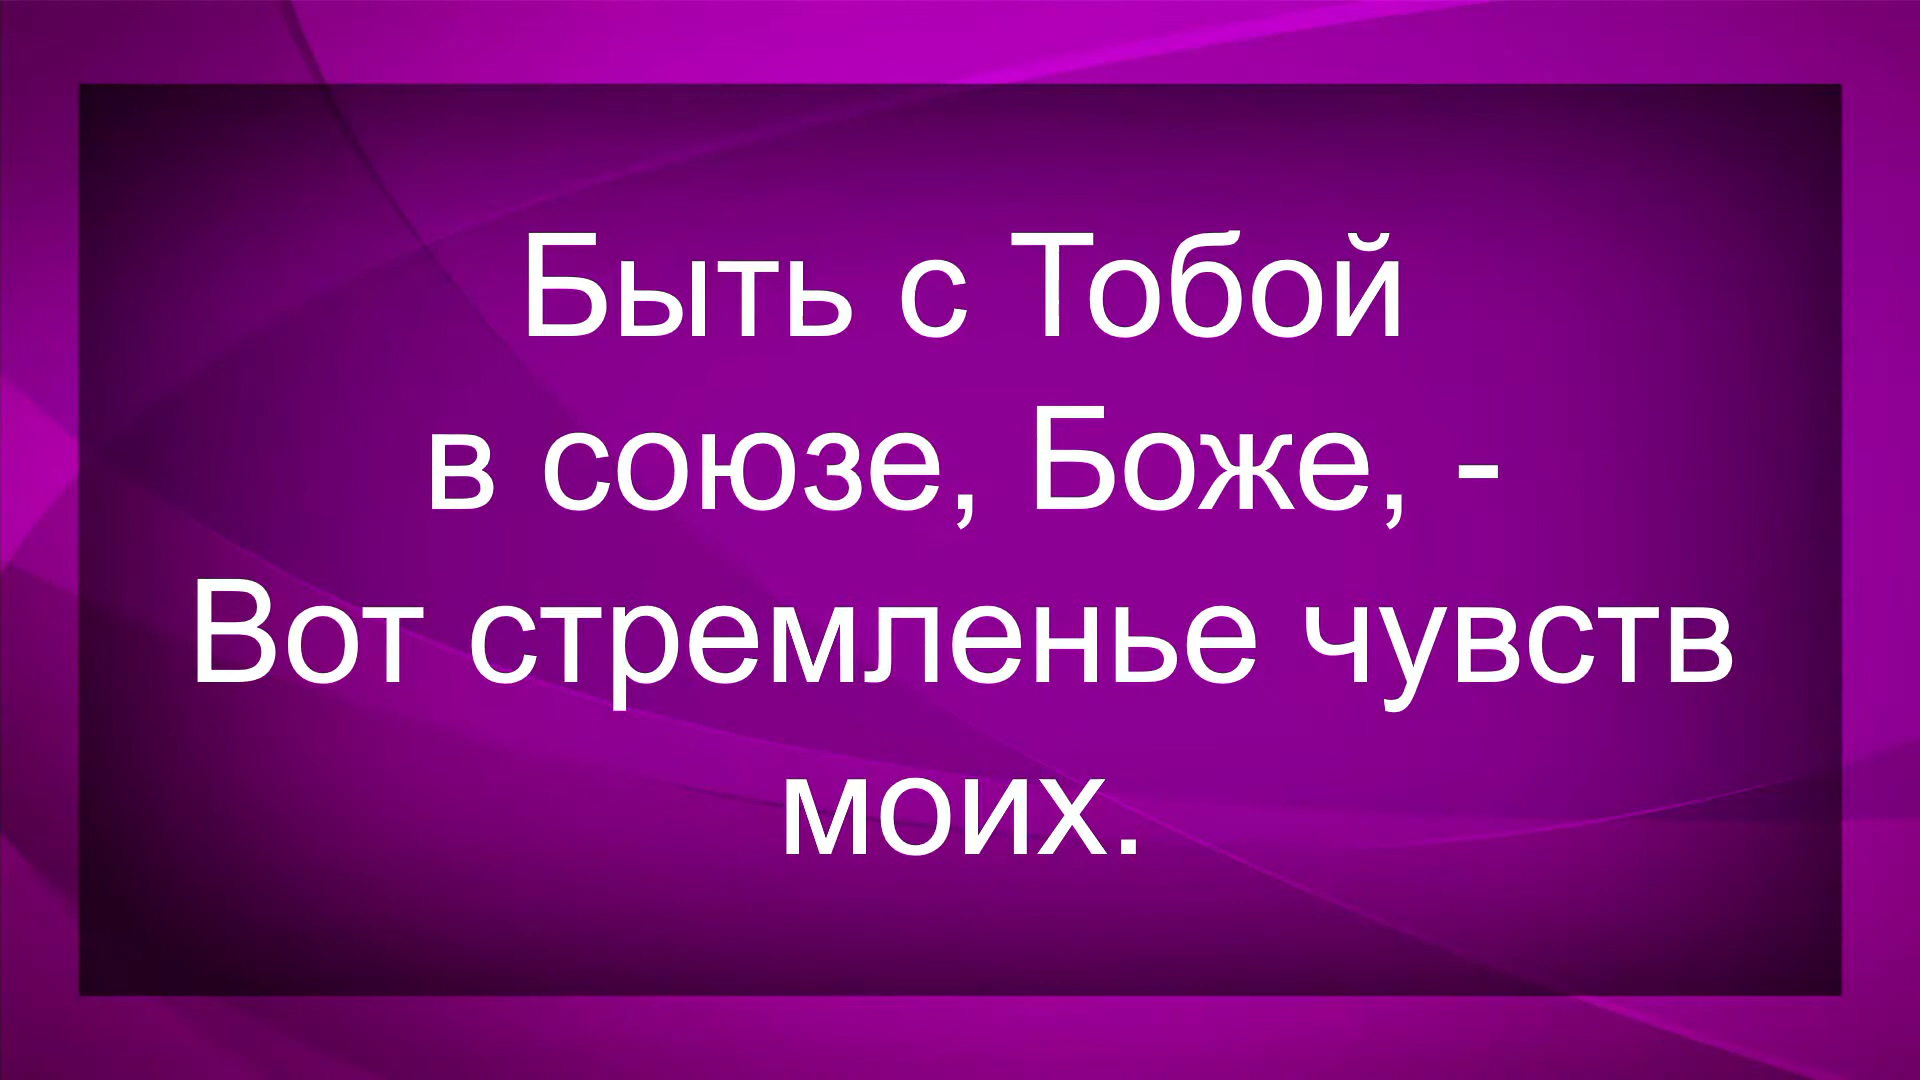 Быть с Тобой
в союзе, Боже, -
Вот стремленье чувств
моих.